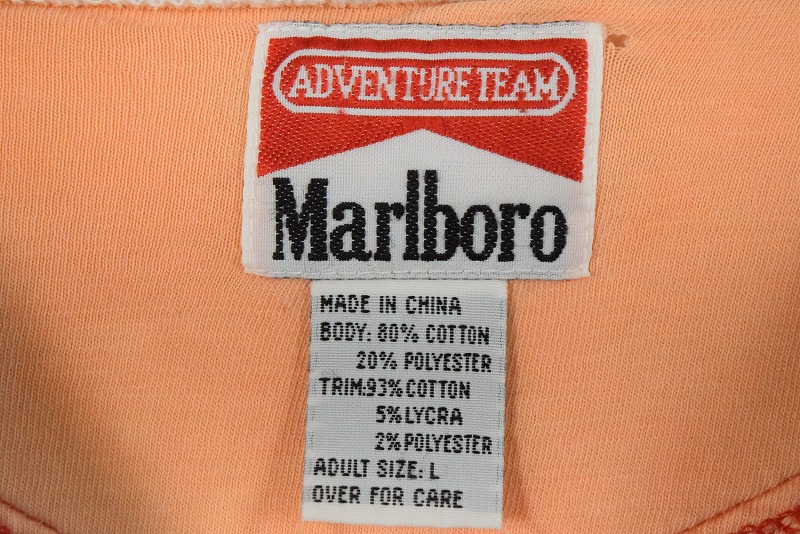 ADVENTURE TEAM
Marlboro
MADE IN CHINA
BODY: 80% COTTON
20% POLYESTER
TRIM:93% COTTON
5% LYCRA
2% POLYESTER
ADULT SIZE: L
OVER FOR CARE